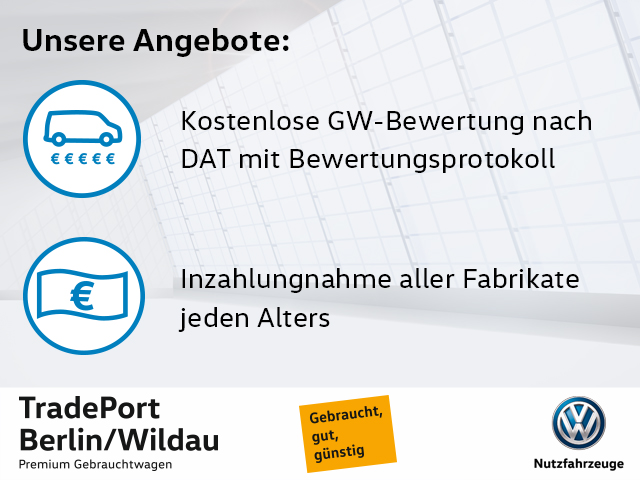 Unsere Angebote:
€ € € € €
Kostenlose GW-Bewertung nach
DAT mit Bewertungsprotokoll
€
Inzahlungnahme aller Fabrikate
jeden Alters
TradePort
Berlin/Wildau
Premium Gebrauchtwagen
Gebraucht,
gut,
günstig
VW
Nutzfahrzeuge